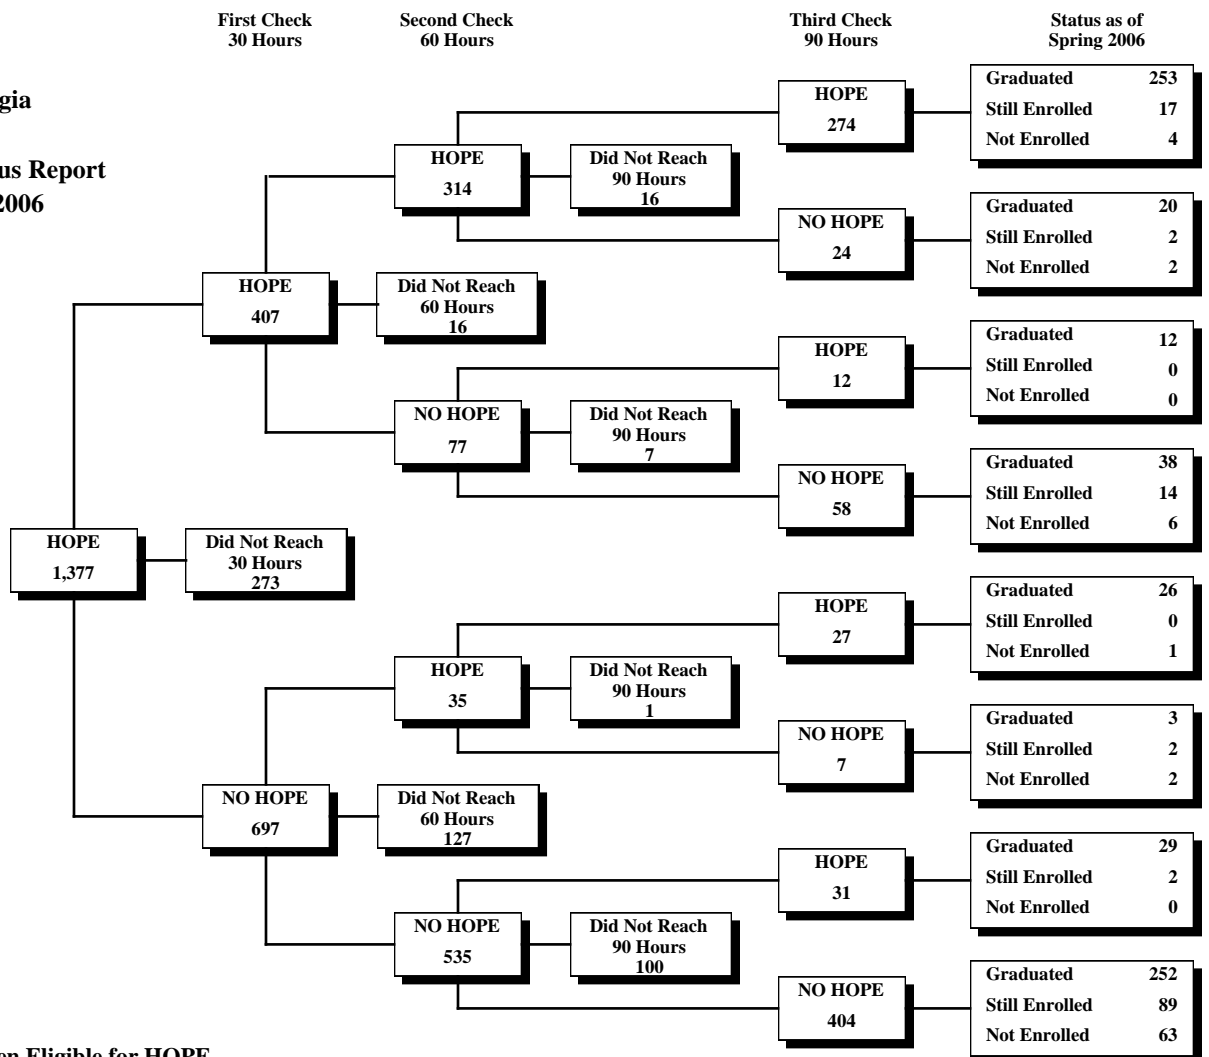 First Check
30 Hours
Second Check
60 Hours
Third Check
90 Hours
Status as of
Spring 2006
gia
us Report
2006
HOPE
1,377
Did Not Reach
30 Hours
273
HOPE
407
Did Not Reach
60 Hours
16
NO HOPE
697
Did Not Reach
60 Hours
127
HOPE
314
Did Not Reach
90 Hours
16
NO HOPE
77
Did Not Reach
90 Hours
7
HOPE
35
Did Not Reach
90 Hours
1
NO HOPE
535
Did Not Reach
90 Hours
100
HOPE
274
Graduated 253
Still Enrolled 17
Not Enrolled 4
NO HOPE
24
Graduated 20
Still Enrolled 2
Not Enrolled 2
HOPE
12
Graduated 12
Still Enrolled 0
Not Enrolled 0
NO HOPE
58
Graduated 38
Still Enrolled 14
Not Enrolled 6
HOPE
27
Graduated 26
Still Enrolled 0
Not Enrolled 1
NO HOPE
7
Graduated 3
Still Enrolled 2
Not Enrolled 2
HOPE
31
Graduated 29
Still Enrolled 2
Not Enrolled 0
NO HOPE
404
Graduated 252
Still Enrolled 89
Not Enrolled 63
en Eligible for HOPE